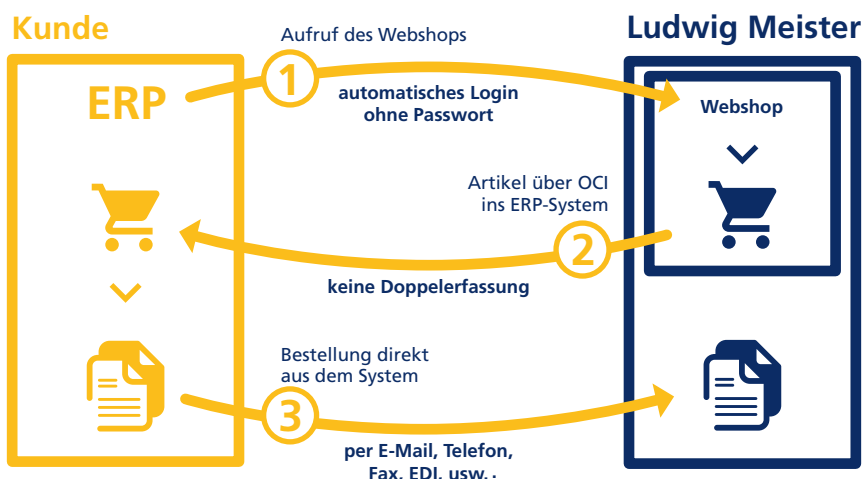 Kunde
Ludwig Meister
Aufruf des Webshops
1
ERP
automatisches Login
ohne Passwort
Webshop
Artikel über OCI
ins ERP-System
2
keine Doppelerfassung
Bestellung direkt
aus dem System
3
per E-Mail, Telefon,
Fax, EDI, usw. .